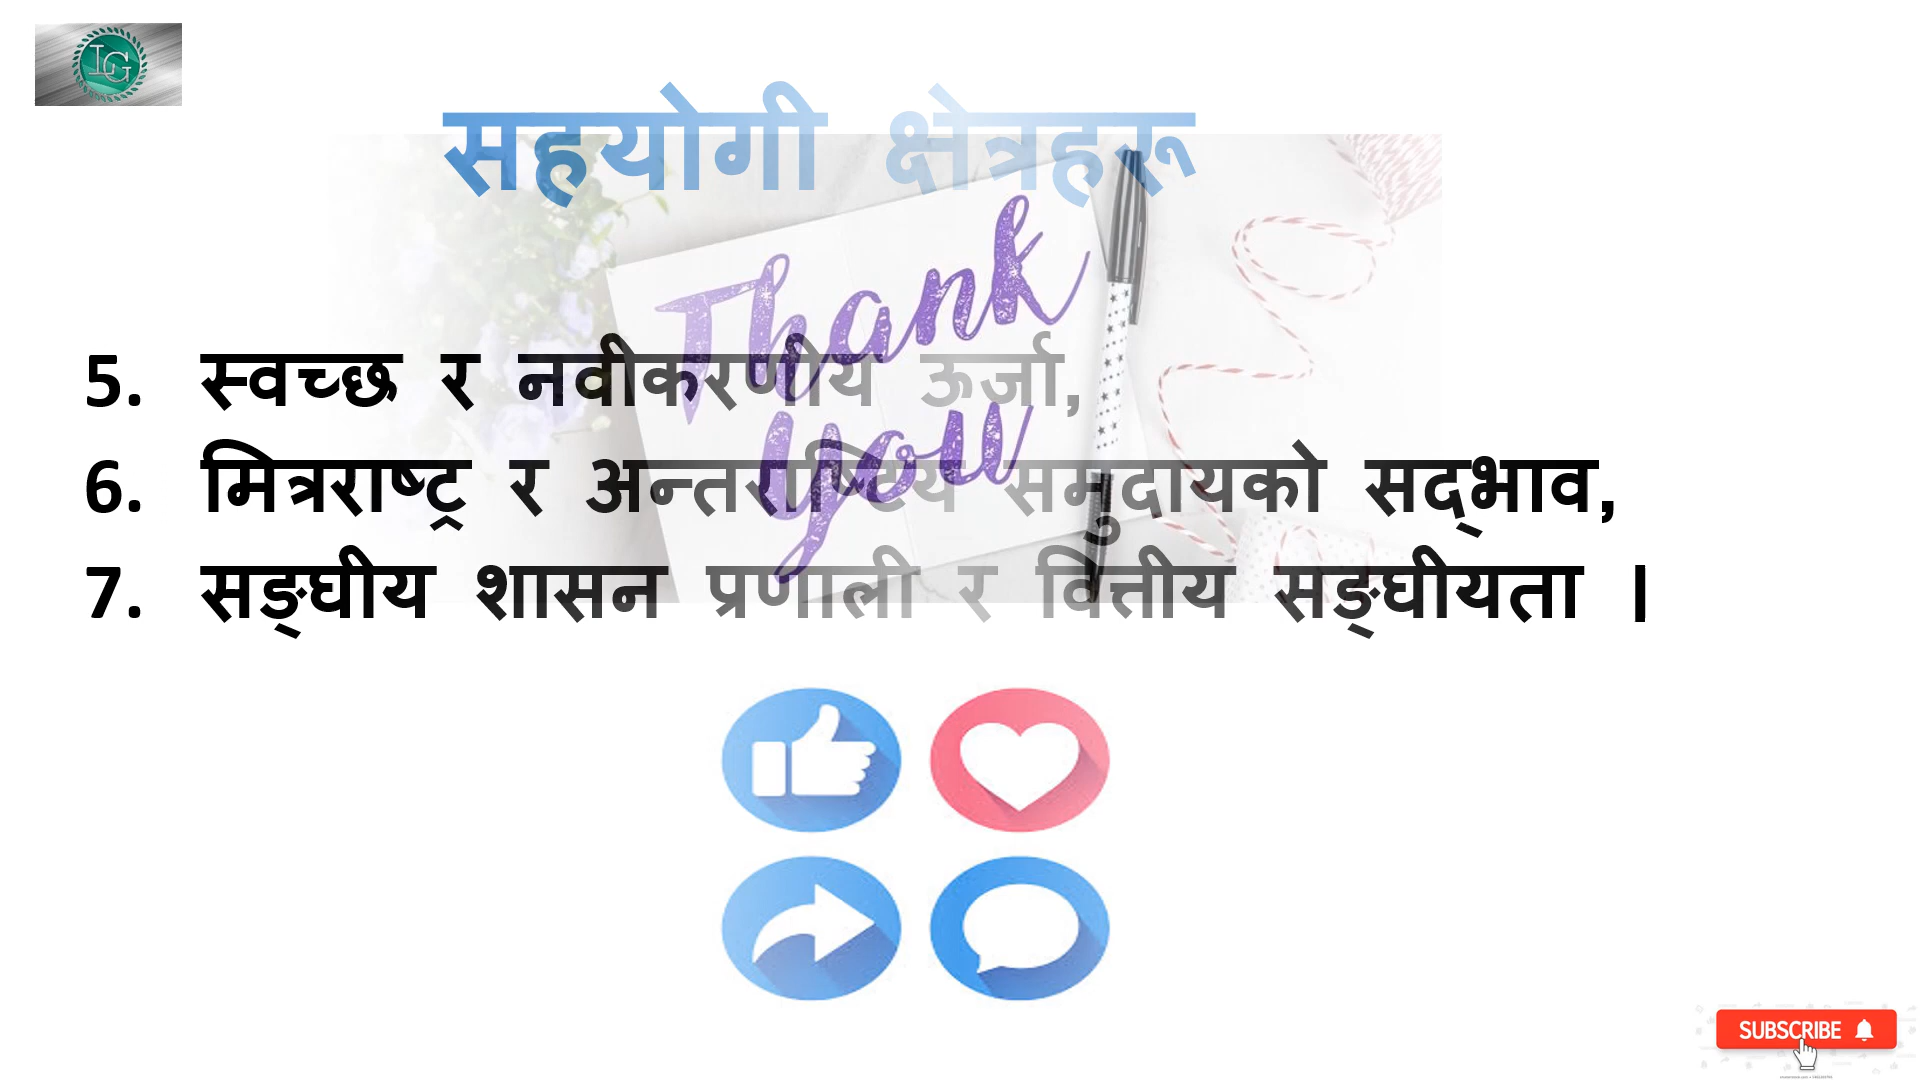 LG
सहयोगी क्षेत्रहरू
Thank
you
5. स्वच्छ र नवीकरणीय ऊर्जा,
6. मित्रराष्ट्र र अन्तराष्टिय समुदायको सद्‌भाव,
7. सङ्घीय शासन प्रणाली र वित्तीय सङ्घीयता ।
SUBSCRIBE